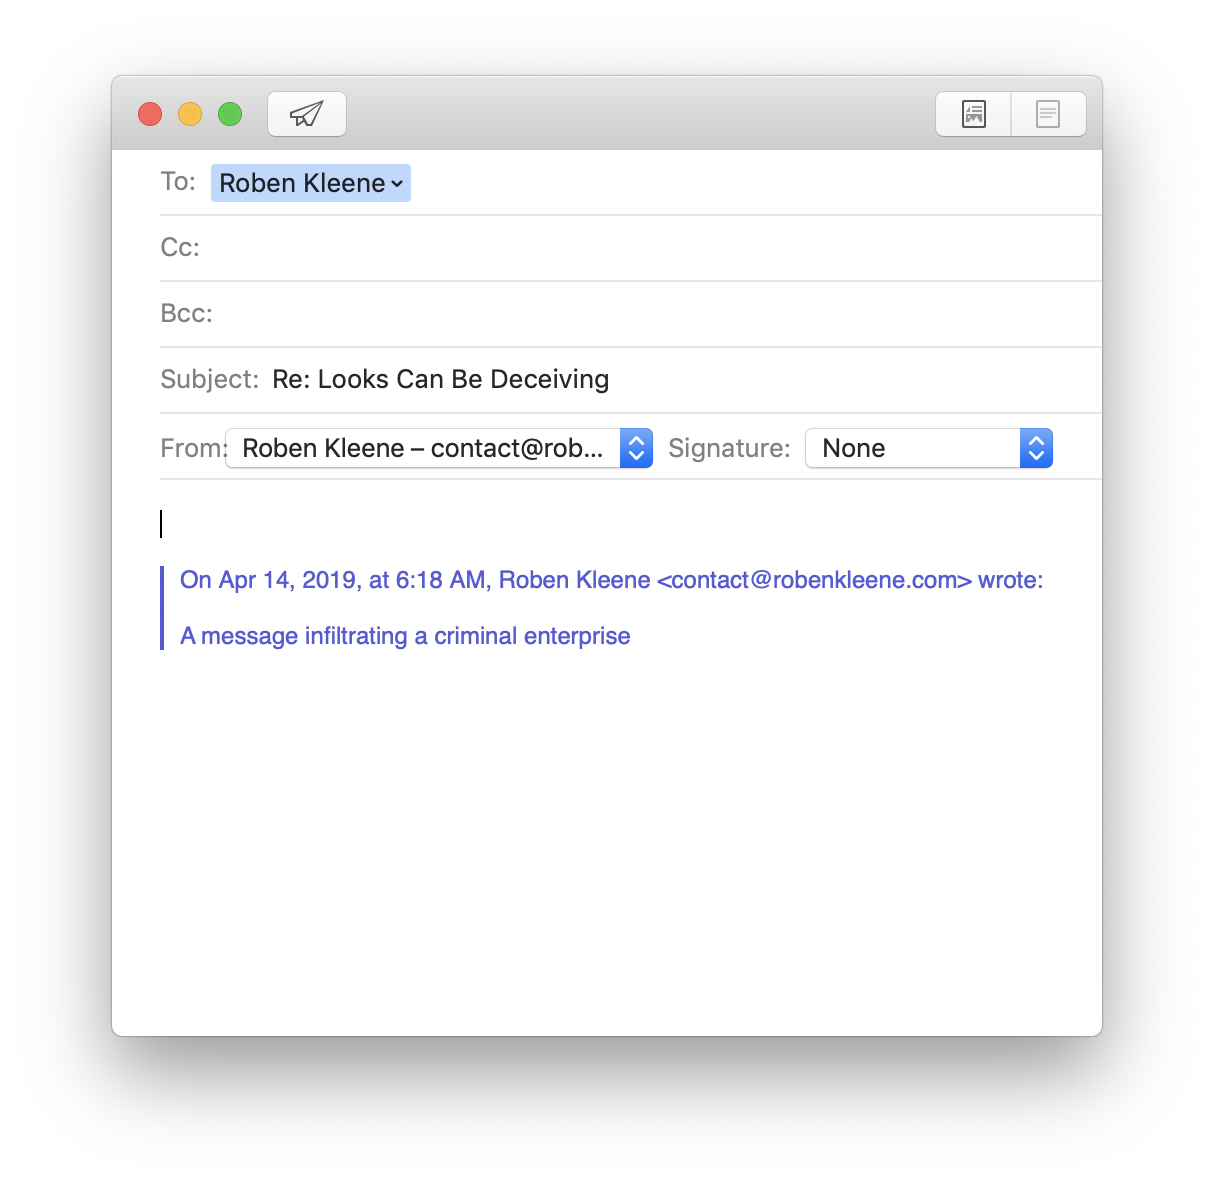 To: Roben Kleene
Cc:
Bcc:
Subject: Re: Looks Can Be Deceiving
From: Roben Kleene – contact@rob... Signature: None
On Apr 14, 2019, at 6:18 AM, Roben Kleene <contact@robenkleene.com> wrote:
A message infiltrating a criminal enterprise